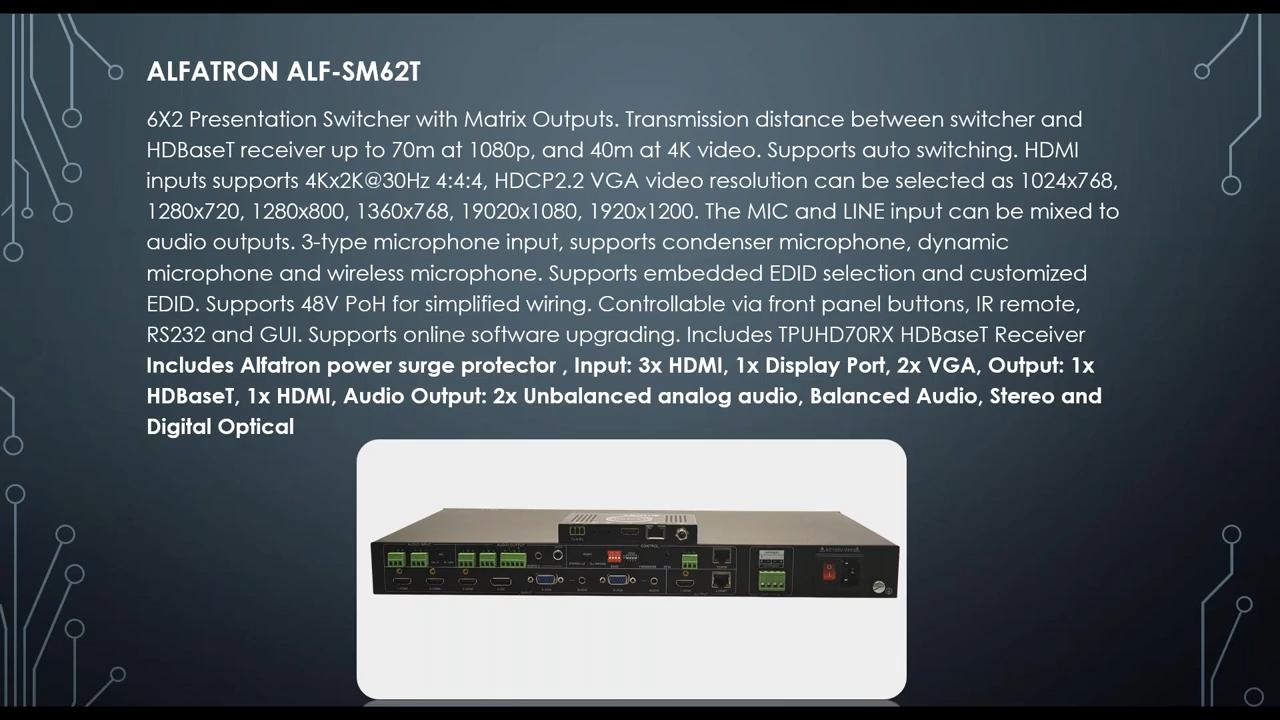 ALFATRON ALF-SM62T
6X2 Presentation Switcher with Matrix Outputs. Transmission distance between switcher and
HDBaseT receiver up to 70m at 1080p, and 40m at 4K video. Supports auto switching. HDMI
inputs supports 4Kx2K@30Hz 4:4:4, HDCP2.2 VGA video resolution can be selected as 1024x768,
1280x720, 1280x800, 1360x768, 19020x1080, 1920x1200. The MIC and LINE input can be mixed to
audio outputs. 3-type microphone input, supports condenser microphone, dynamic
microphone and wireless microphone. Supports embedded EDID selection and customized
EDID. Supports 48V PoH for simplified wiring. Controllable via front panel buttons, IR remote,
RS232 and GUI. Supports online software upgrading. Includes TPUHD70RX HDBaseT Receiver
Includes Alfatron power surge protector , Input: 3x HDMI, 1x Display Port, 2x VGA, Output: 1x
HDBaseT, 1x HDMI, Audio Output: 2x Unbalanced analog audio, Balanced Audio, Stereo and
Digital Optical
AUDIO INPUT
AUDIO OUTPUT
CONTROL